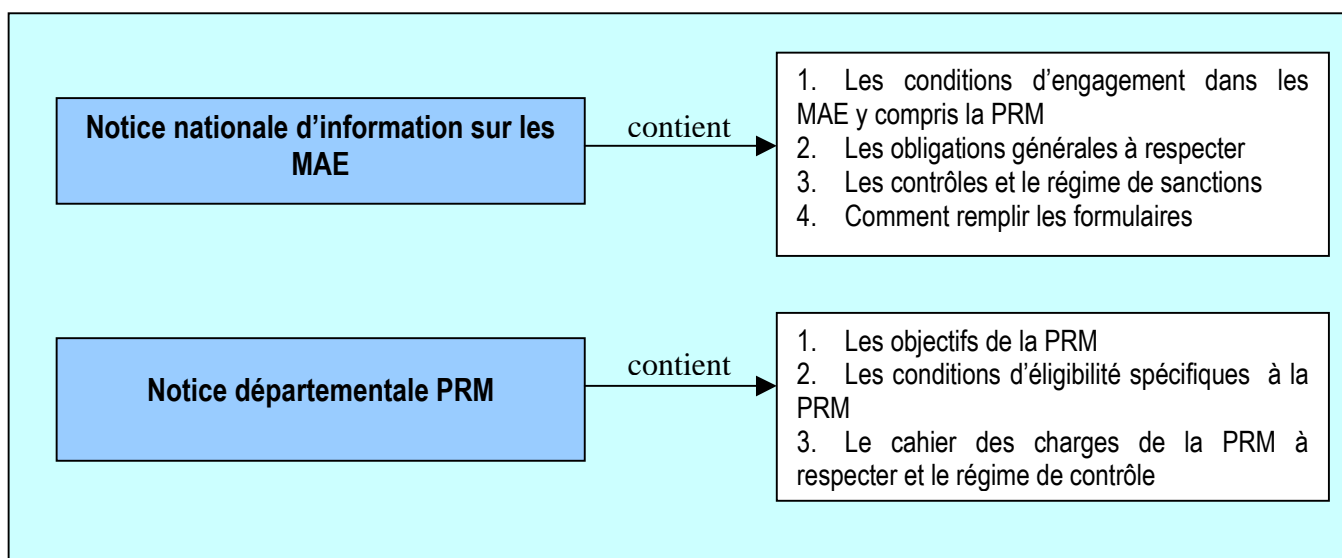 Notice nationale d'information sur les
MAE
contient
1. Les conditions d'engagement dans les
MAE y compris la PRM
2. Les obligations générales à respecter
3. Les contrôles et le régime de sanctions
4. Comment remplir les formulaires
Notice départementale PRM
contient
1. Les objectifs de la PRM
2. Les conditions d'éligibilité spécifiques à la
PRM
3. Le cahier des charges de la PRM à
respecter et le régime de contrôle